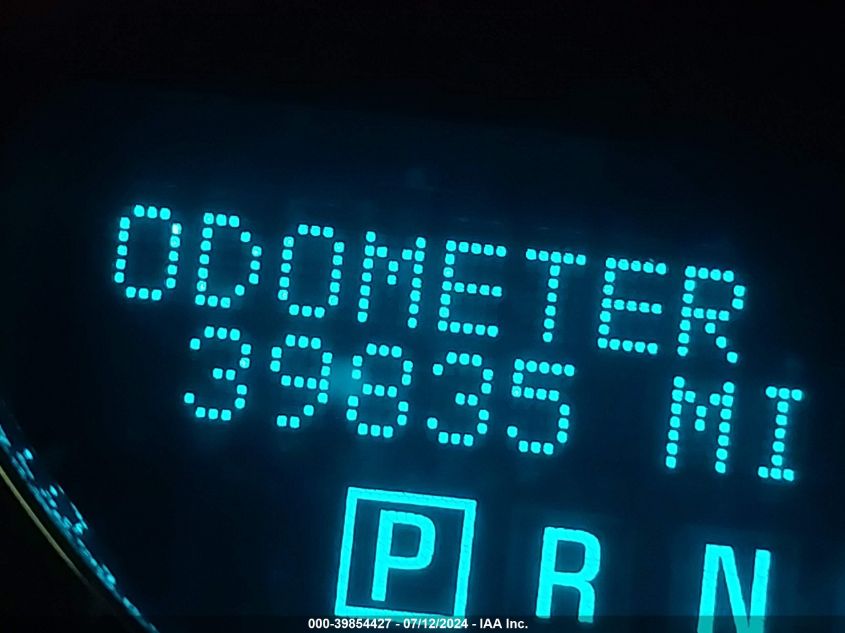 ODOMETER
39835 MI
P R N
000-39854427 - 07/12/2024 - IAA Inc.